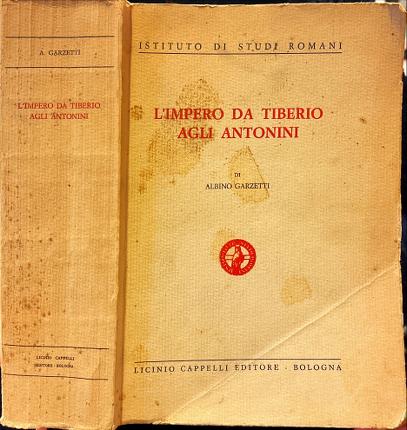 A. GARZETTI
L'IMPERO DA TIBERIO
AGLI ANTONINI
LICINIO CAPPELLI
EDITORE - BOLOGNA
ISTITUTO DI STUDI ROMANI
L'IMPERO DA TIBERIO
AGLI ANTONINI
DI
ALBINO GARZETTI
LICINIO CAPPELLI EDITORE - BOLOGNA